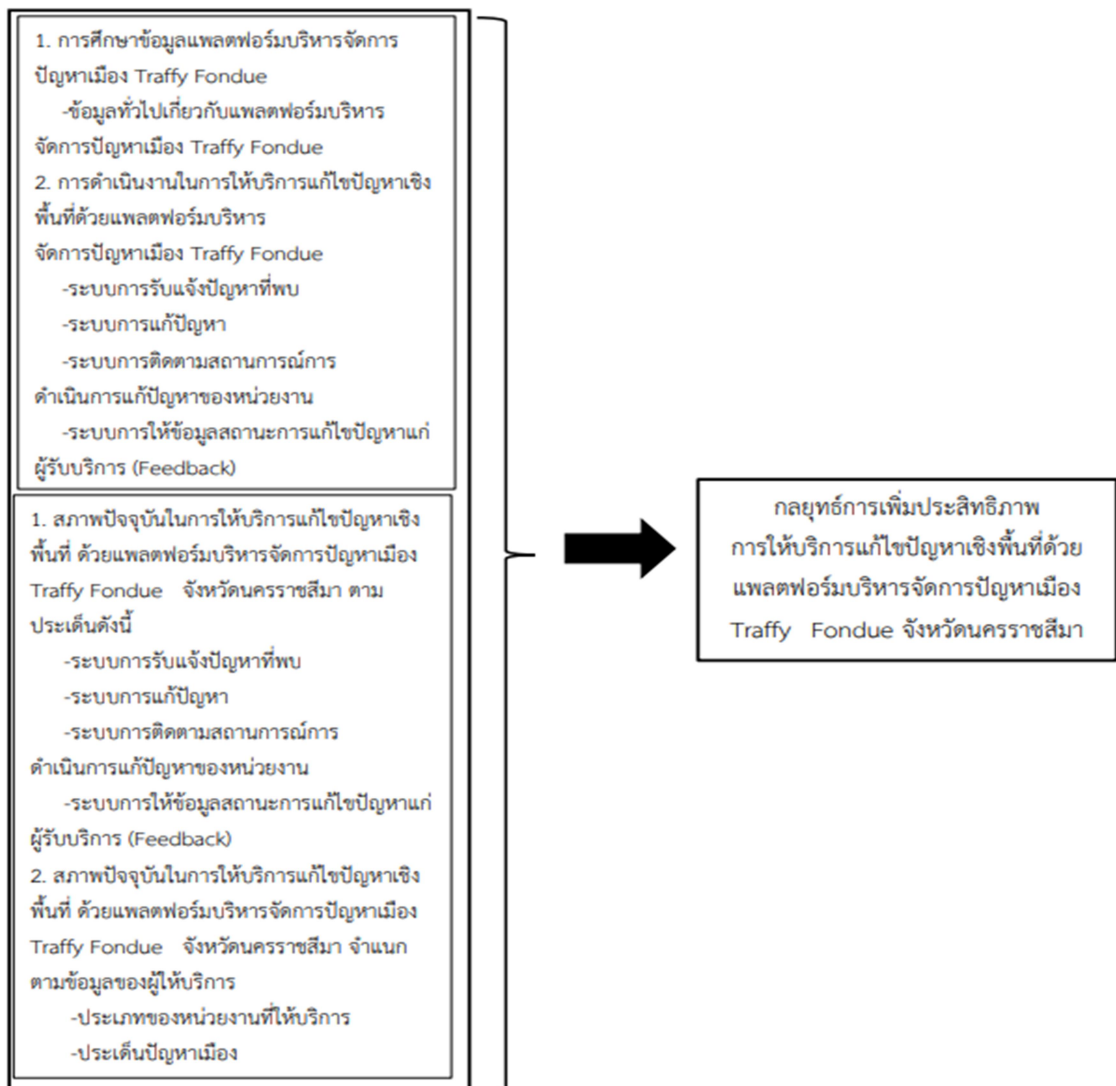 1. การศึกษาข้อมูลแพลตฟอร์มบริหารจัดการ
ปัญหาเมือง Traffy Fondue
-ข้อมูลทั่วไปเกี่ยวกับแพลตฟอร์มบริหาร
จัดการปัญหาเมือง Traffy Fondue
2. การดำเนินงานในการให้บริการแก้ไขปัญหาเชิง
พื้นที่ด้วยแพลตฟอร์มบริหาร
จัดการปัญหาเมือง Traffy Fondue
-ระบบการรับแจ้งปัญหาที่พบ
-ระบบการแก้ปัญหา
-ระบบการติดตามสถานการณ์การ
ดำเนินการแก้ปัญหาของหน่วยงาน
-ระบบการให้ข้อมูลสถานะการแก้ไขปัญหาแก่
ผู้รับบริการ (Feedback)
1. สภาพปัจจุบันในการให้บริการแก้ไขปัญหาเชิง
พื้นที่ ด้วยแพลตฟอร์มบริหารจัดการปัญหาเมือง
Traffy Fondue จังหวัดนครราชสีมา ตาม
ประเด็นดังนี้
-ระบบการรับแจ้งปัญหาที่พบ
-ระบบการแก้ปัญหา
-ระบบการติดตามสถานการณ์การ
ดำเนินการแก้ปัญหาของหน่วยงาน
-ระบบการให้ข้อมูลสถานะการแก้ไขปัญหาแก่
ผู้รับบริการ (Feedback)
2. สภาพปัจจุบันในการให้บริการแก้ไขปัญหาเชิง
พื้นที่ ด้วยแพลตฟอร์มบริหารจัดการปัญหาเมือง
Traffy Fondue จังหวัดนครราชสีมา จำแนก
ตามข้อมูลของผู้ให้บริการ
-ประเภทของหน่วยงานที่ให้บริการ
-ประเด็นปัญหาเมือง
กลยุทธ์การเพิ่มประสิทธิภาพ
การให้บริการแก้ไขปัญหาเชิงพื้นที่ด้วย
แพลตฟอร์มบริหารจัดการปัญหาเมือง
Traffy Fondue จังหวัดนครราชสีมา